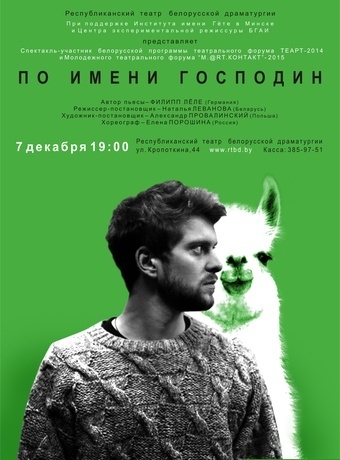 Республиканский театр белорусской драматургии
При поддержке Института имени Гёте в Минске
и Центра экспериментальной режиссуры БГАИ
представляет
Спектакль-участник белорусской программы театрального форума ТЕАРТ-2014
и Молодежного театрального форума "M.@RT.КОНТАКТ"-2015
ПО ИМЕНИ ГОСПОДИН
Автор пьесы–ФИЛИПП ЛЁЛЕ (Германия)
Режиссер-постановщик–Наталья ЛЕВАНОВА (Беларусь)
Художник-постановщик–Александр ПРОВАЛИНСКИЙ (Польша)
Хореограф–Елена ПОРОШИНА (Россия)
7 декабря 19:00
Республиканский театр белорусской драматургии
ул.Кропоткина,44 www.rtbd.by Касса:385-97-51